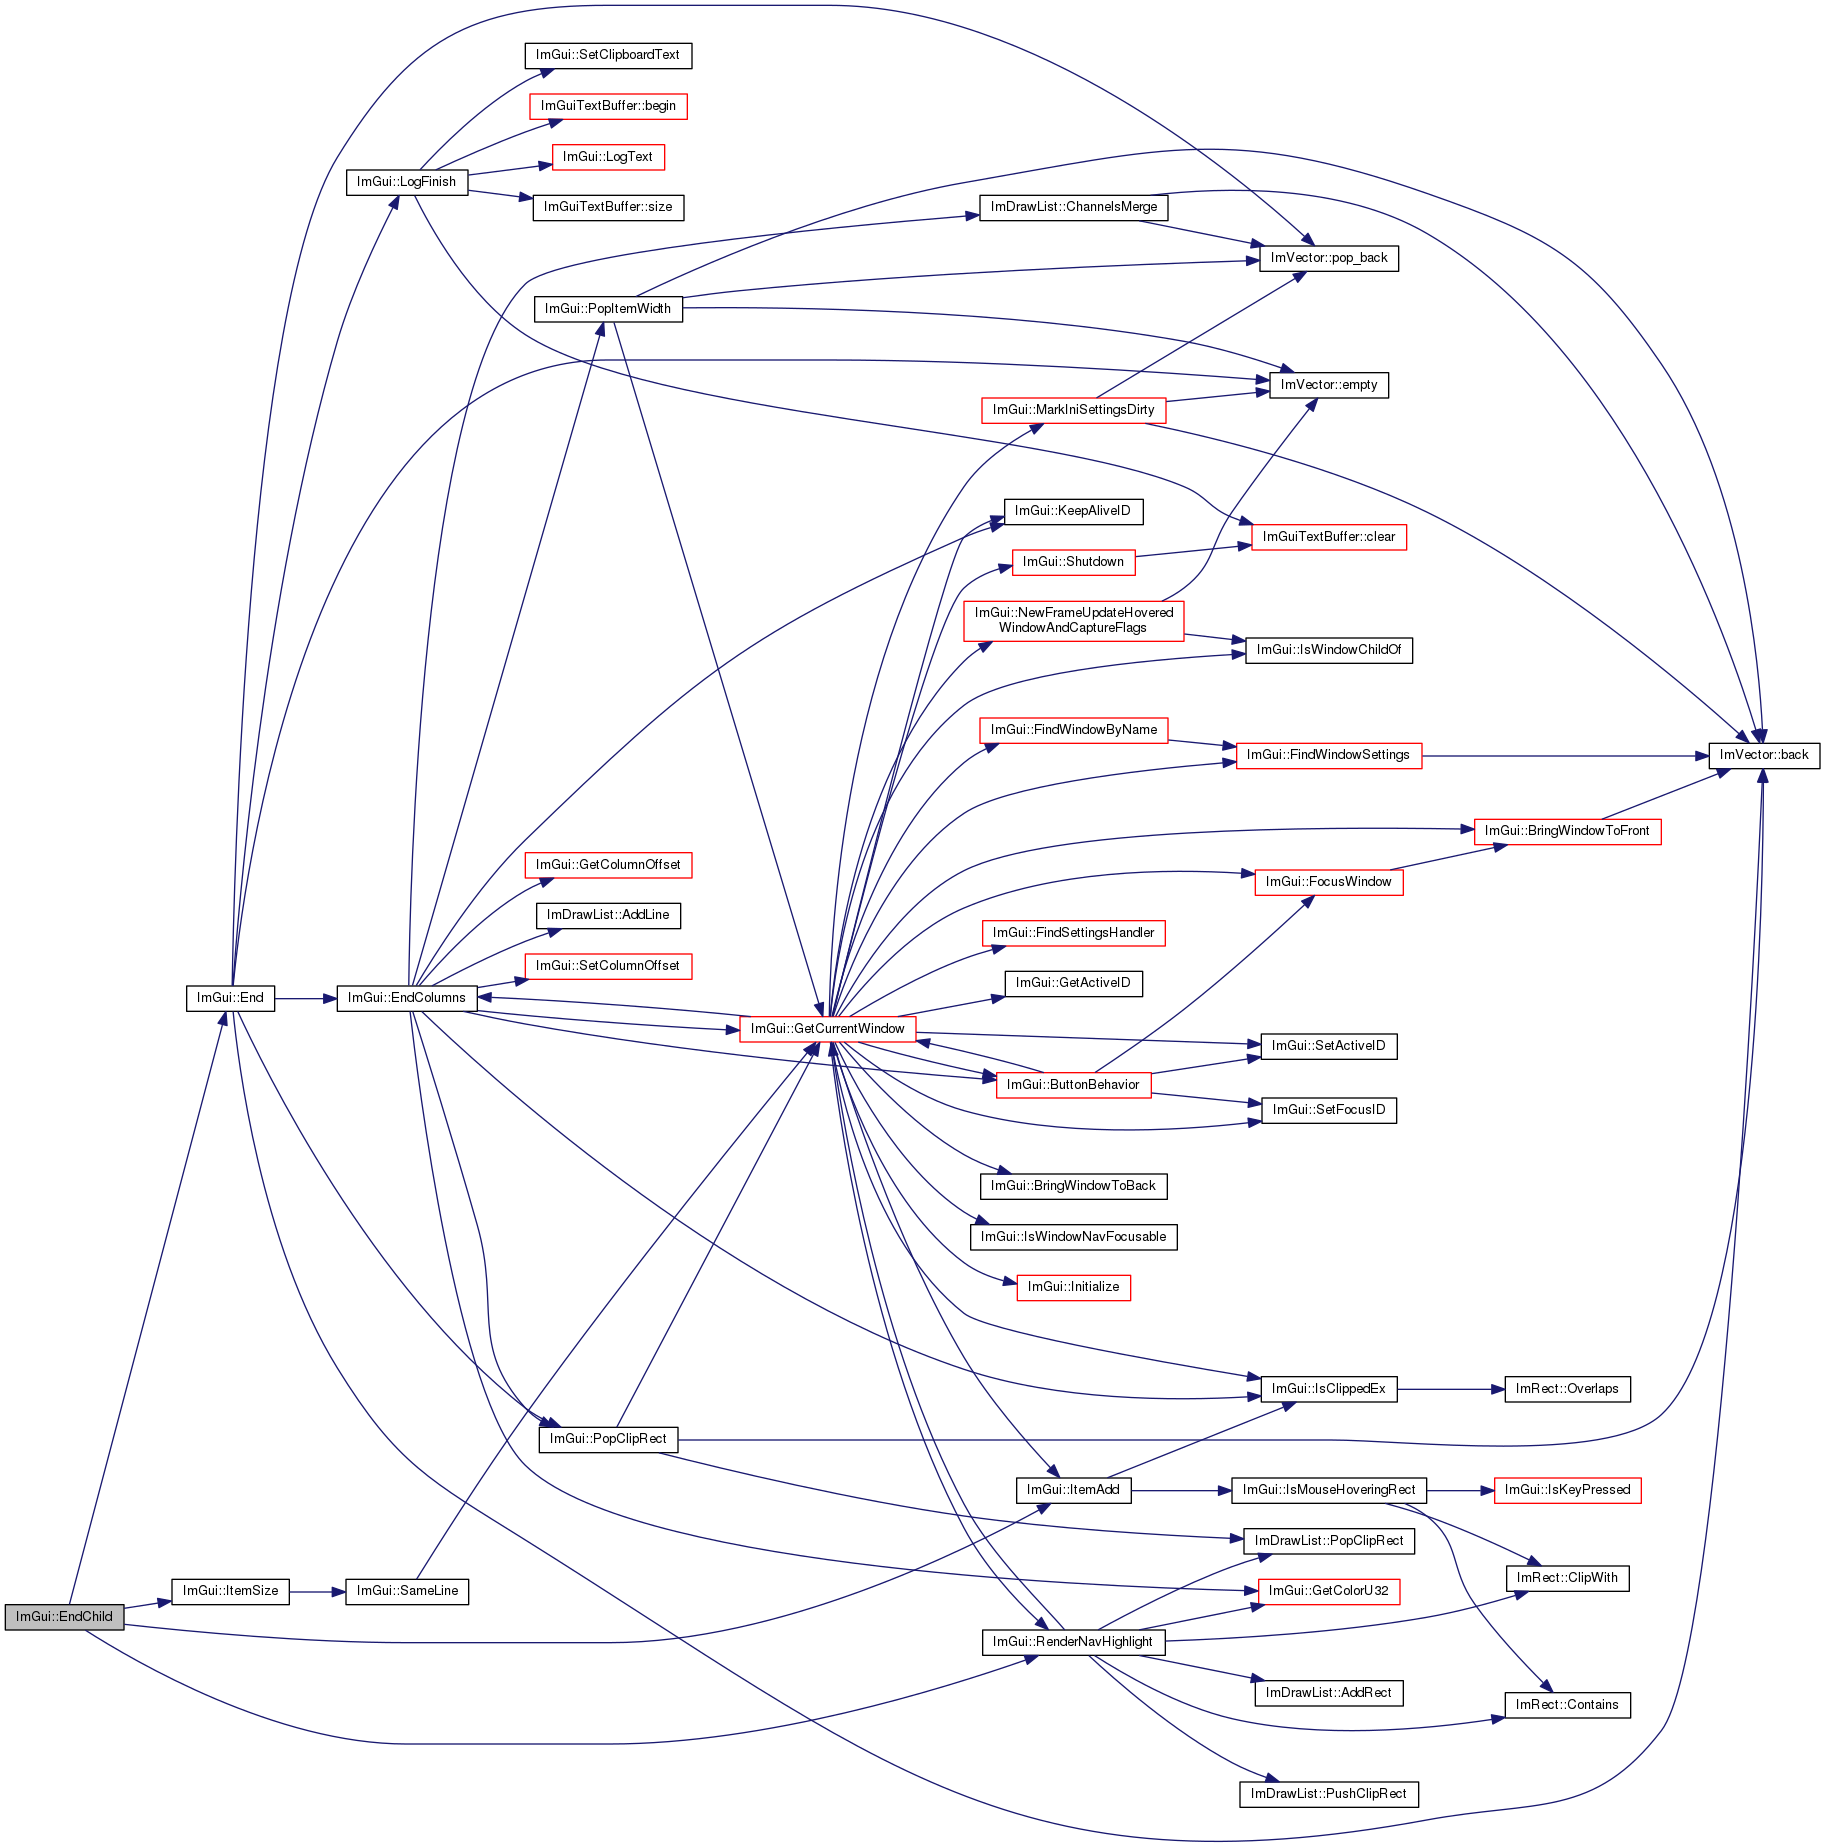 ImGui::SetClipboardText
ImGuiTextBuffer::begin
ImGui::LogText
ImGui::LogFinish
ImGuiTextBuffer::size
ImDrawList::ChannelsMerge
ImVector::pop_back
ImGui::PopItemWidth
ImVector::empty
ImGui::MarkIniSettingsDirty
ImGui::KeepAliveID
ImGuiTextBuffer::clear
ImGui::Shutdown
ImGui::NewFrameUpdateHovered
WindowAndCaptureFlags
ImGui::IsWindowChildOf
ImGui::FindWindowByName
ImGui::FindWindowSettings
ImVector::back
ImGui::BringWindowToFront
ImGui::GetColumnOffset
ImGui::FocusWindow
ImDrawList::AddLine
ImGui::FindSettingsHandler
ImGui::SetColumnOffset
ImGui::GetActiveID
ImGui::End
ImGui::EndColumns
ImGui::GetCurrentWindow
ImGui::SetActiveID
ImGui::ButtonBehavior
ImGui::SetFocusID
ImGui::BringWindowToBack
ImGui::IsWindowNavFocusable
ImGui::Initialize
ImGui::IsClippedEx
ImRect::Overlaps
ImGui::PopClipRect
ImGui::ItemAdd
ImGui::IsMouseHoveringRect
ImGui::IsKeyPressed
ImDrawList::PopClipRect
ImRect::ClipWith
ImGui::ItemSize
ImGui::SameLine
ImGui::GetColorU32
ImGui::EndChild
ImGui::RenderNavHighlight
ImDrawList::AddRect
ImRect::Contains
ImDrawList::PushClipRect